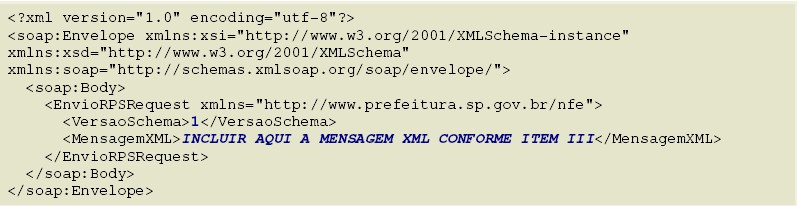 <?xml version="1.0" encoding="utf-8"?>
<soap:Envelope xmlns:xsi="http://www.w3.org/2001/XMLSchema-instance"
xmlns:xsd="http://www.w3.org/2001/XMLSchema"
xmlns:soap="http://schemas.xmlsoap.org/soap/envelope/">
  <soap:Body>
    <EnvioRPSRequest xmlns="http://www.prefeitura.sp.gov.br/nfe">
      <VersaoSchema>1</VersaoSchema>
      <MensagemXML>INCLUIR AQUI A MENSAGEM XML CONFORME ITEM III</MensagemXML>
    </EnvioRPSRequest>
  </soap:Body>
</soap:Envelope>